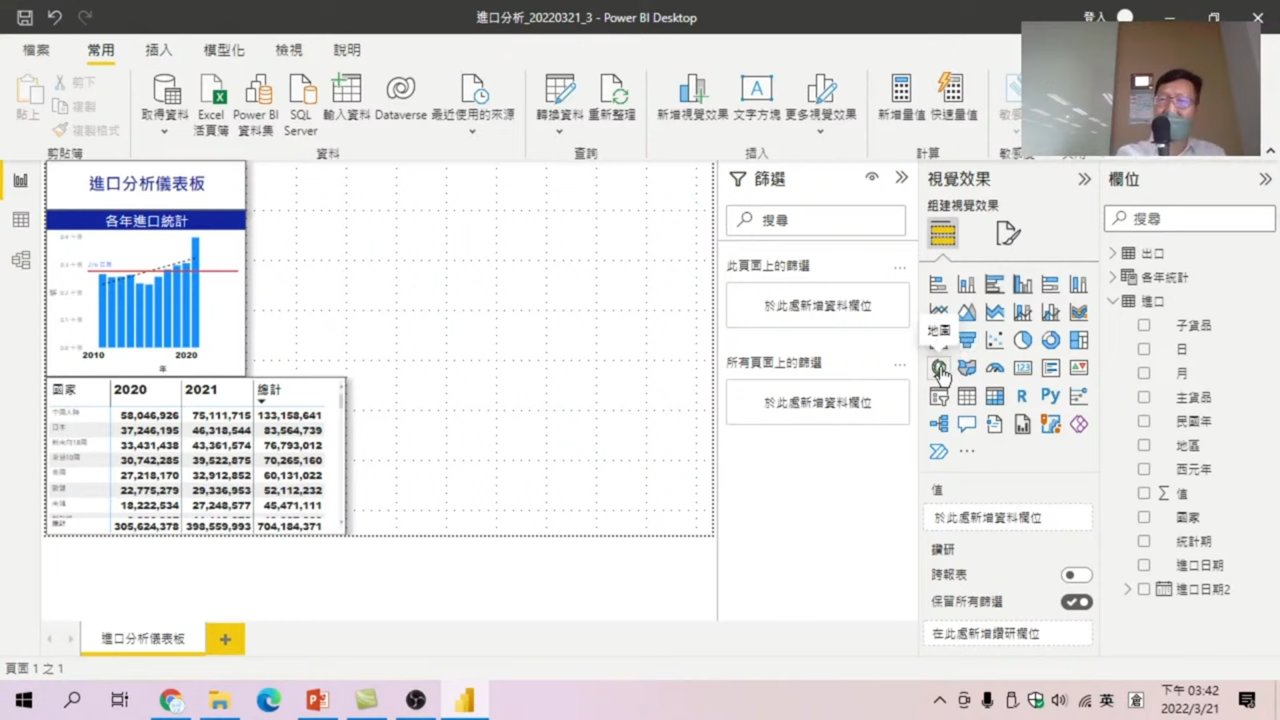 進口分析_20220321_3 - Power BI Desktop
登入
檔案 常用 插入 模型化 檢視 說明
貼上
剪下
複製
複製格式
剪貼簿
取得資料
Excel 活頁簿
Power BI 資料集
SQL Server
輸入資料
Dataverse
最近使用的來源
資料
轉換資料
重新整理
查詢
新增視覺效果
文字方塊
更多視覺效果
插入
新增量值
快速量值
計算
進口分析儀表板
各年進口統計
2010 2020
年
國家 2020 2021 總計
58,046,926 75,111,715 133,158,641
日本 37,246,195 46,318,544 83,564,739
33,431,438 43,361,574 76,793,012
30,742,285 39,522,875 70,265,160
27,218,170 32,912,852 60,131,022
22,775,279 29,336,953 52,112,232
18,222,534 27,248,577 45,471,111
總計 305,624,378 398,559,993 704,184,371
篩選
搜尋
此頁面上的篩選
於此處新增資料欄位
所有頁面上的篩選
於此處新增資料欄位
視覺效果
組建視覺效果
地圖
R Py
值
於此處新增資料欄位
鑽研
跨報表
保留所有篩選
在此處新增鑽研欄位
欄位
搜尋
出口
各年統計
進口
子貨品
日
月
主貨品
民國年
地區
西元年
值
國家
統計期
進口日期
進口日期2
進口分析儀表板
頁面 1 之 1
英
倉
下午 03:42
2022/3/21